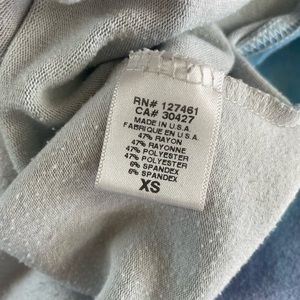 RN# 127461
CA# 30427
MADE IN U.S.A.
FABRIQUE EN U.S.A.
47% RAYON
47% RAYONNE
47% POLYESTER
47% POLYESTER
6% SPANDEX
6% SPANDEX
XS